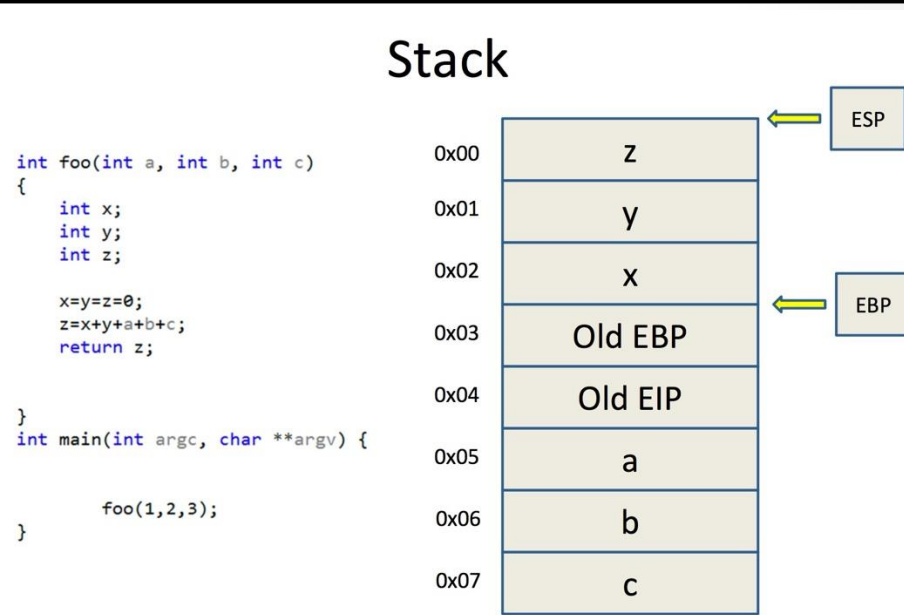 Stack
int foo(int a, int b, int c)
{
int x;
int y;
int z;
x=y=z=0;
z=x+y+a+b+c;
return z;
}
int main(int argc, char **argv) {
foo(1,2,3);
}
ESP
0x00 z
0x01 y
0x02 x
EBP
0x03 Old EBP
0x04 Old EIP
0x05 a
0x06 b
0x07 c